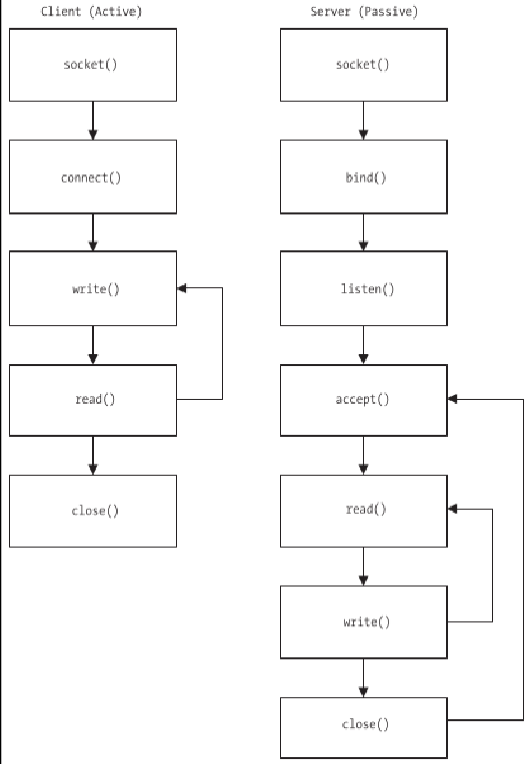 Client (Active)
socket()
connect()
write()
read()
close()
Server (Passive)
socket()
bind()
listen()
accept()
read()
write()
close()